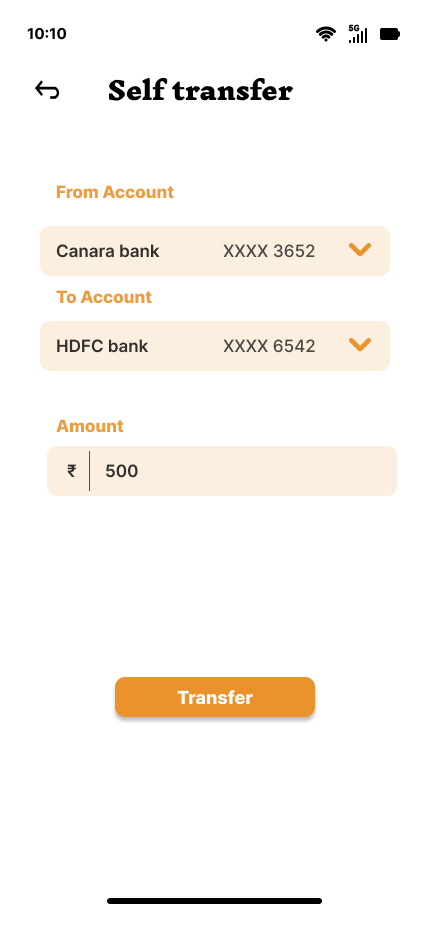 10:10
5G
Self transfer
From Account
Canara bank XXXX 3652
To Account
HDFC bank XXXX 6542
Amount
₹ 500
Transfer